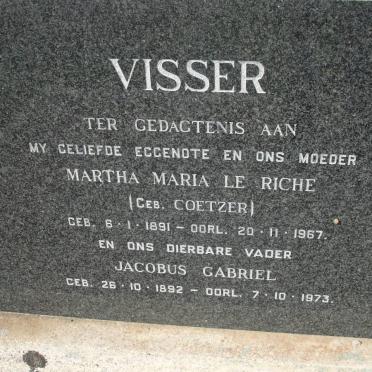 VISSER
TER GEDAGTENIS AAN
MY GELIEFDE EGGENOTE EN ONS MOEDER
MARTHA MARIA LE RICHE
(GEB. COETZER)
GEB. 6·1·1891 – OORL. 20·11·1967.
EN ONS DIERBARE VADER
JACOBUS GABRIEL
GEB. 26·10·1892 – OORL. 7·10·1973.